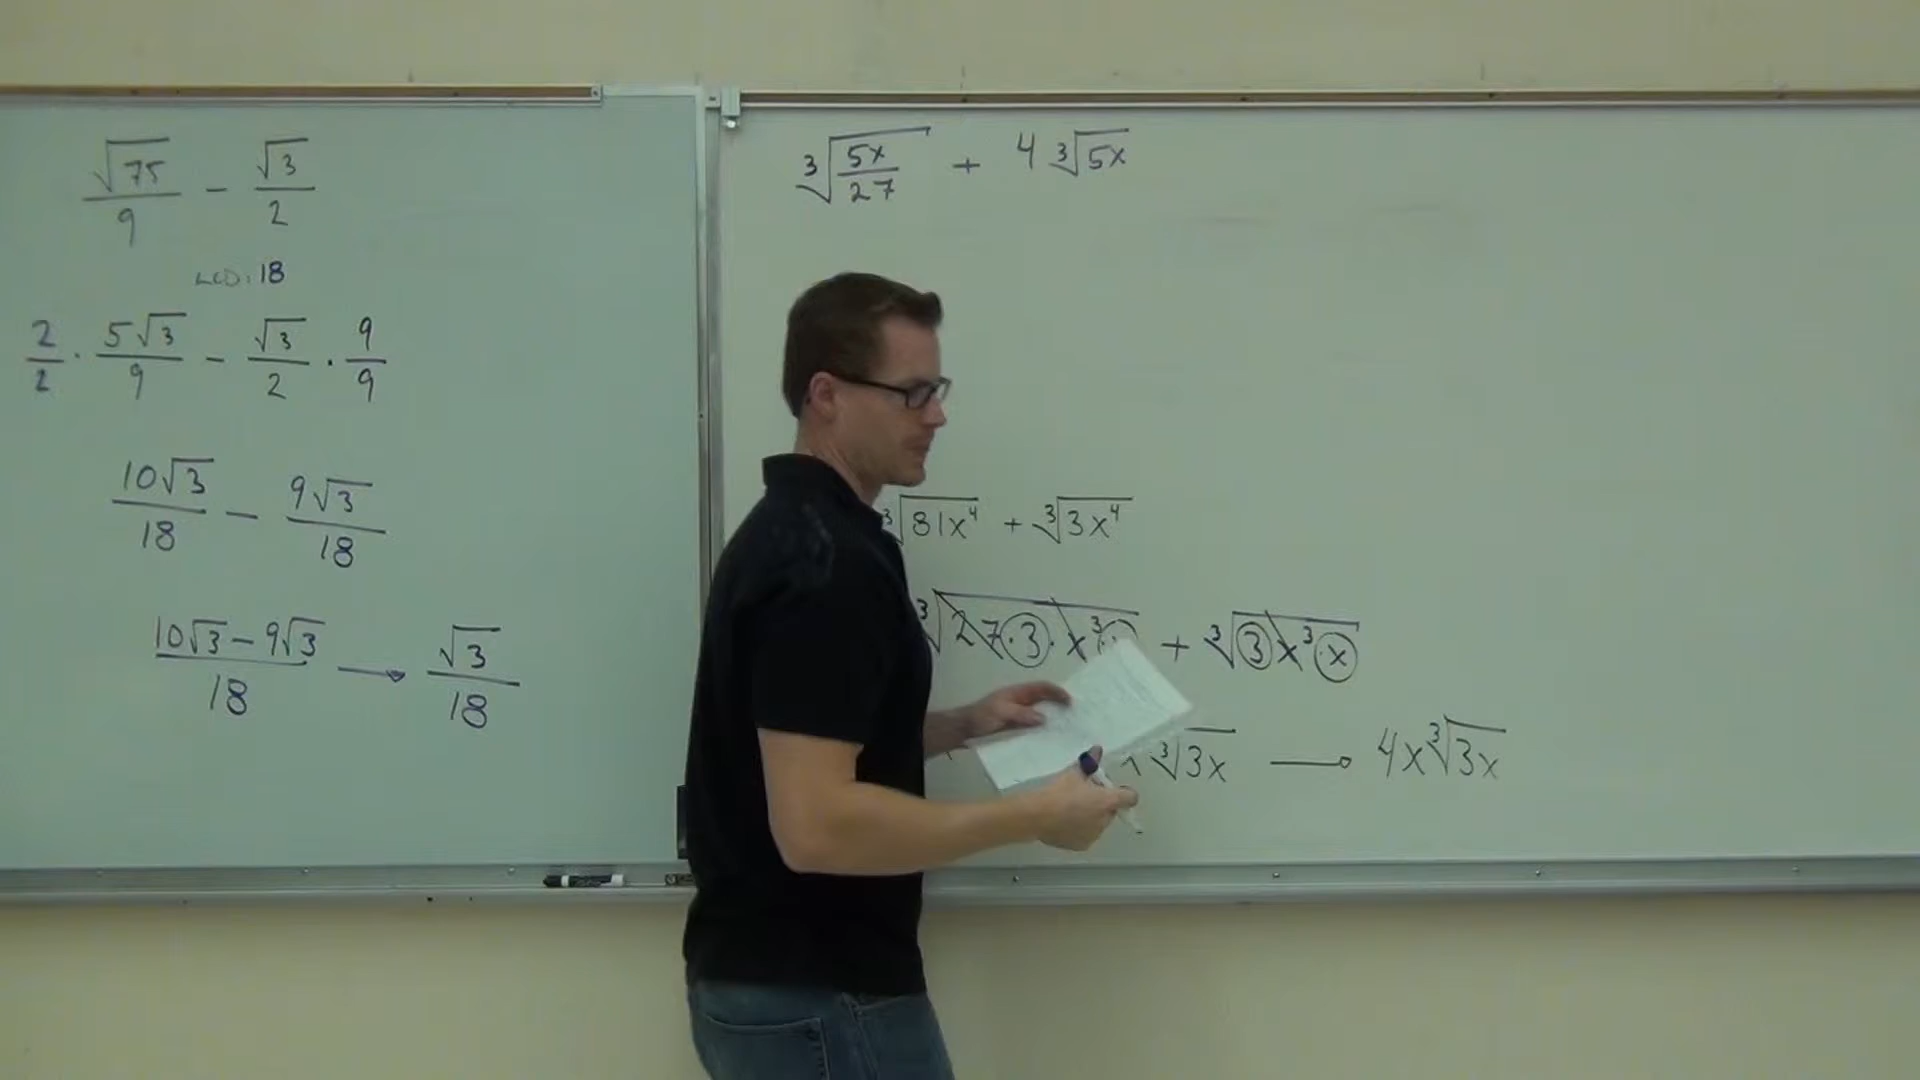 √75/9 − √3/2
LCD: 18
2/2 · 5√3/9 − √3/2 · 9/9
10√3/18 − 9√3/18
10√3 − 9√3/18 → √3/18
∛(5x/27) + 4 ∛5x
∛81x⁴ + ∛3x⁴
∛27·3·x³· + ∛3x³·x
∛3x → 4x∛3x